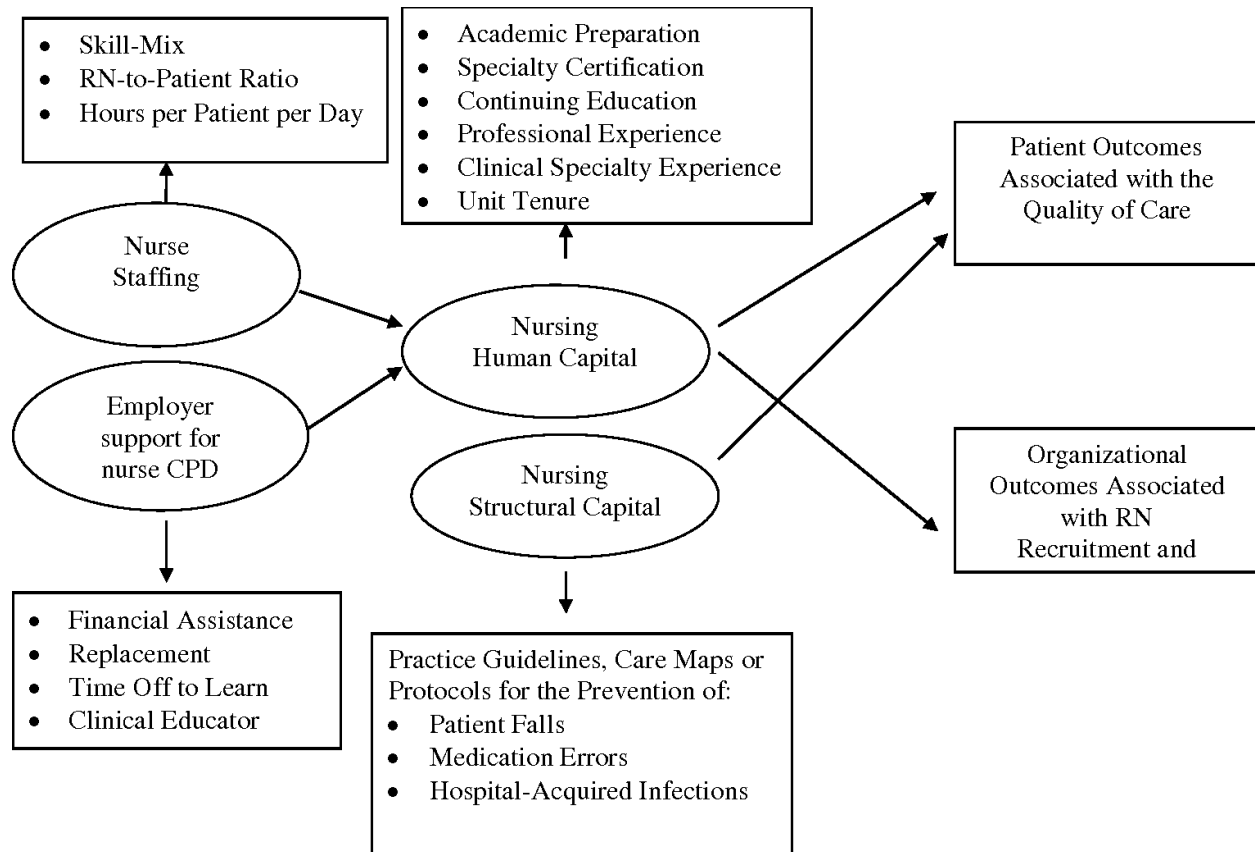 • Skill-Mix
• RN-to-Patient Ratio
• Hours per Patient per Day
• Academic Preparation
• Specialty Certification
• Continuing Education
• Professional Experience
• Clinical Specialty Experience
• Unit Tenure
Patient Outcomes
Associated with the
Quality of Care
Nurse
Staffing
Nursing
Human Capital
Employer
support for
nurse CPD
Nursing
Structural Capital
Organizational
Outcomes Associated
with RN
Recruitment and
• Financial Assistance
• Replacement
• Time Off to Learn
• Clinical Educator
Practice Guidelines, Care Maps or
Protocols for the Prevention of:
• Patient Falls
• Medication Errors
• Hospital-Acquired Infections